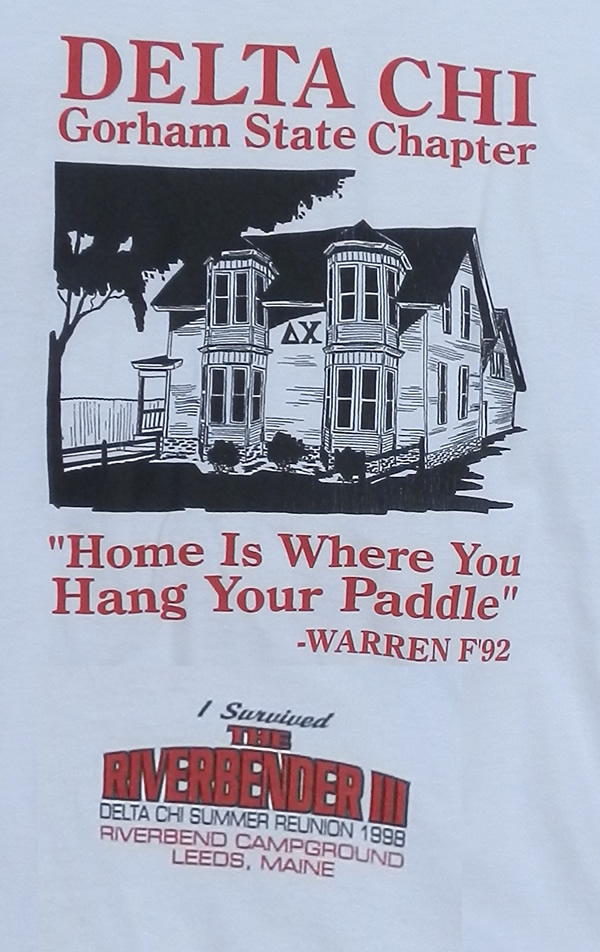 DELTA CHI
Gorham State Chapter
ΔΧ
"Home Is Where You
Hang Your Paddle"
-WARREN F'92
I Survived
THE
RIVERBENDER III
DELTA CHI SUMMER REUNION 1998
RIVERBEND CAMPGROUND
LEEDS, MAINE